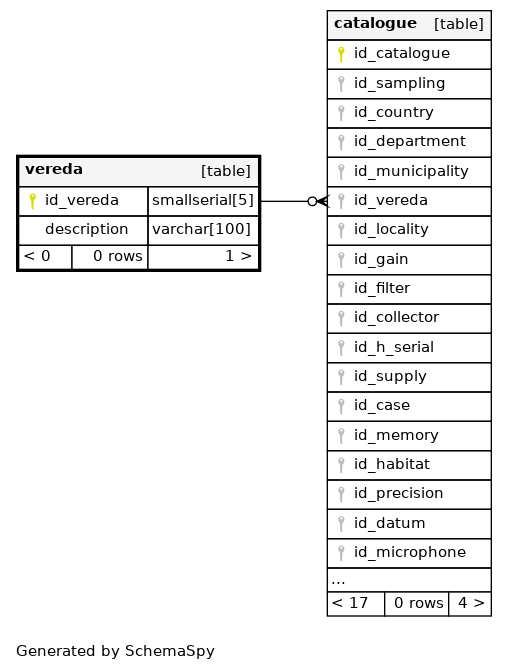 vereda [table]
id_vereda smallserial[5]
description varchar[100]
< 0 0 rows 1 >
catalogue [table]
id_catalogue
id_sampling
id_country
id_department
id_municipality
id_vereda
id_locality
id_gain
id_filter
id_collector
id_h_serial
id_supply
id_case
id_memory
id_habitat
id_precision
id_datum
id_microphone
...
< 17 0 rows 4 >
Generated by SchemaSpy